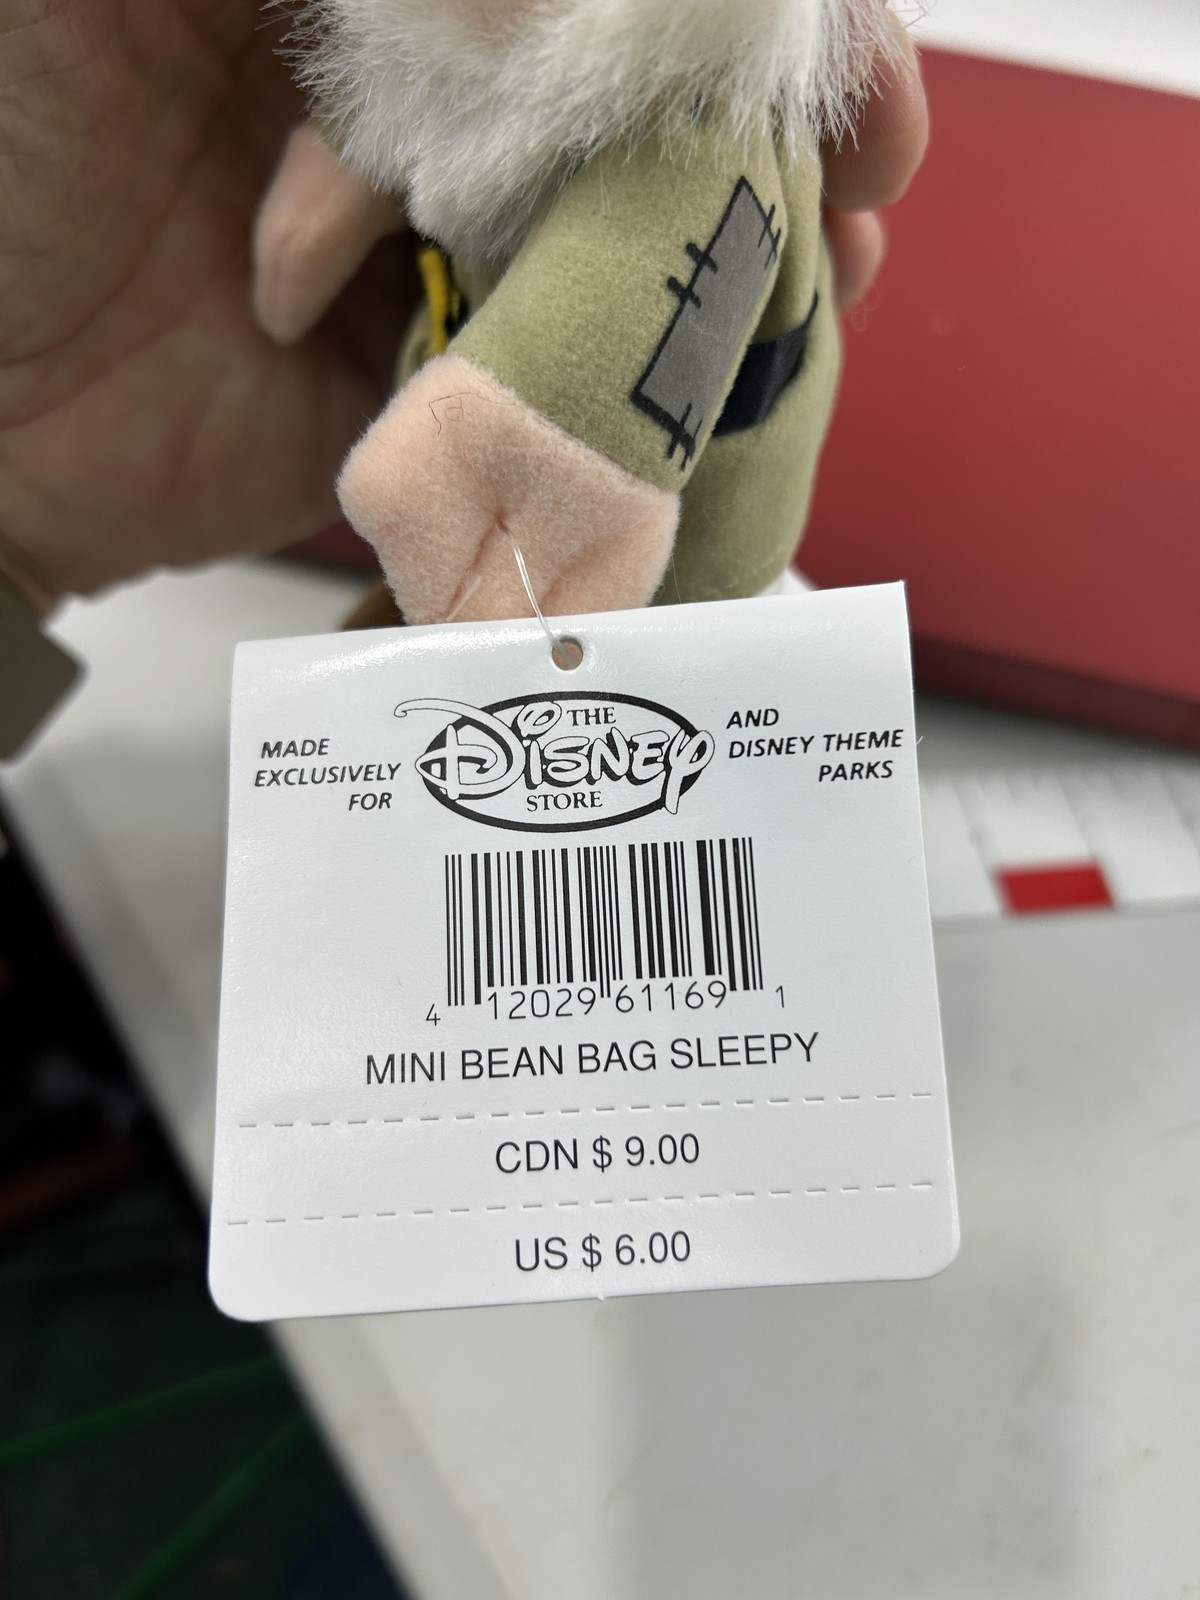 MADE
EXCLUSIVELY
FOR
THE
DISNEY
STORE
AND
DISNEY THEME
PARKS
4 12029 61169 1
MINI BEAN BAG SLEEPY
CDN $ 9.00
US $ 6.00